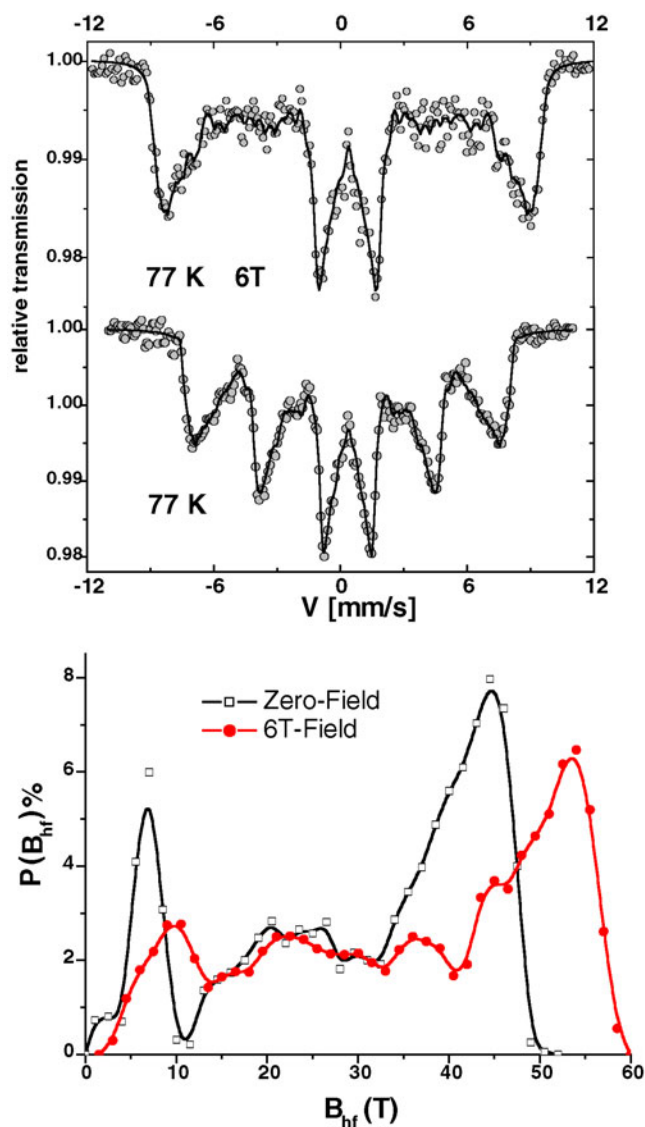 -12 -6 0 6 12
1.00
0.99
0.98
77 K 6T
relative transmission
1.00
1.00
0.99
0.98
77 K
-12 -6 0 6 12
V [mm/s]
8
6
4
2
0
P(B_hf)%
Zero-Field
6T-Field
0 10 20 30 40 50 60
B_hf(T)